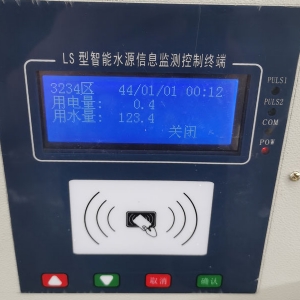 LS型智能水源信息监测控制终端
3234区 44/01/01 00:12
用电量: 0.4
用水量: 123.4
关闭
PULS1
PULS2
COM
POW
取消
确认